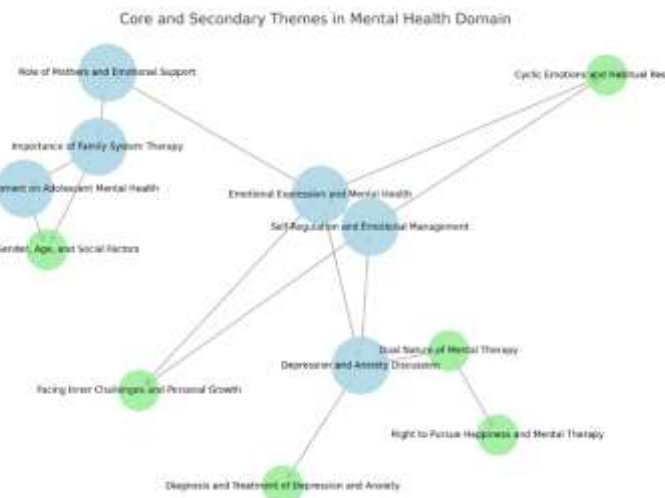 Core and Secondary Themes in Mental Health Domain
Role of Mothers and Emotional Support
Cyclic Emotions and Habitual Res
Importance of Family System Therapy
ment on Adolescent Mental Health
Emotional Expression and Mental Health
Self-Regulation and Emotional Management
Gender, Age, and Social Factors
Dual Nature of Mental Therapy
Depression and Anxiety Discussion
Facing Inner Challenges and Personal Growth
Right to Pursue Happiness and Mental Therapy
Diagnosis and Treatment of Depression and Anxiety